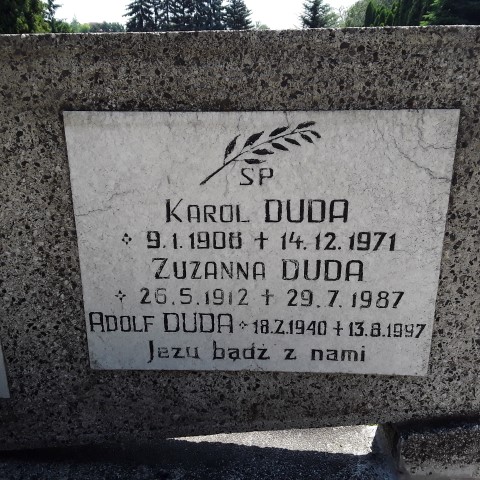 SP
KAROL DUDA
* 9.1.1908 + 14.12.1971
ZUZANNA DUDA
* 26.5.1912 + 29.7.1987
ADOLF DUDA * 18.2.1940 + 13.8.1997
Jezu bądź z nami